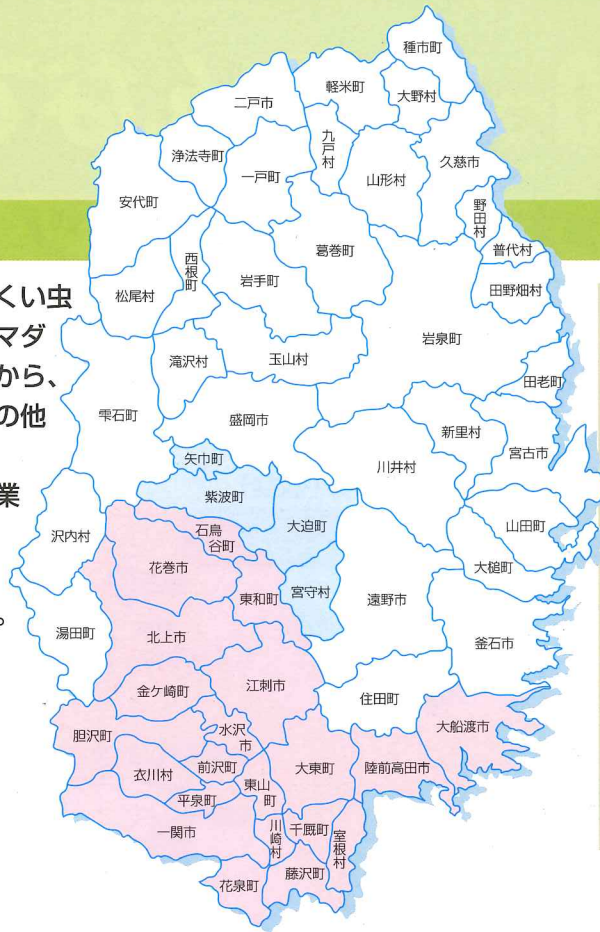 種市町
軽米町
大野村
二戸市
九戸村
浄法寺町
久慈市
一戸町
山形村
安代町
野田村
葛巻町
普代村
西根町
岩手町
松尾村
田野畑村
くい虫
マダ
から、
の他
業
。
岩泉町
滝沢村
玉山村
田老町
雫石町
盛岡市
新里村
宮古市
矢巾町
川井村
紫波町
大迫町
山田町
沢内村
石鳥
谷町
花巻市
大槌町
宮守村
東和町
遠野市
湯田町
北上市
釜石市
江刺市
金ケ崎町
住田町
大船渡市
胆沢町
水沢
市
前沢町
大東町
陸前高田市
衣川村
東山
町
平泉町
一関市
川崎村
千厩町
室根村
藤沢町
花泉町